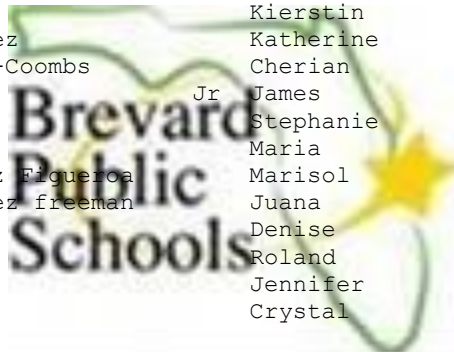 Kierstin
ez Katherine
-Coombs Cherian
Jr James
Brevard
Stephanie
Maria
z Figueroa Marisol
Public
ez freeman Juana
Denise
Schools
Roland
Jennifer
Crystal